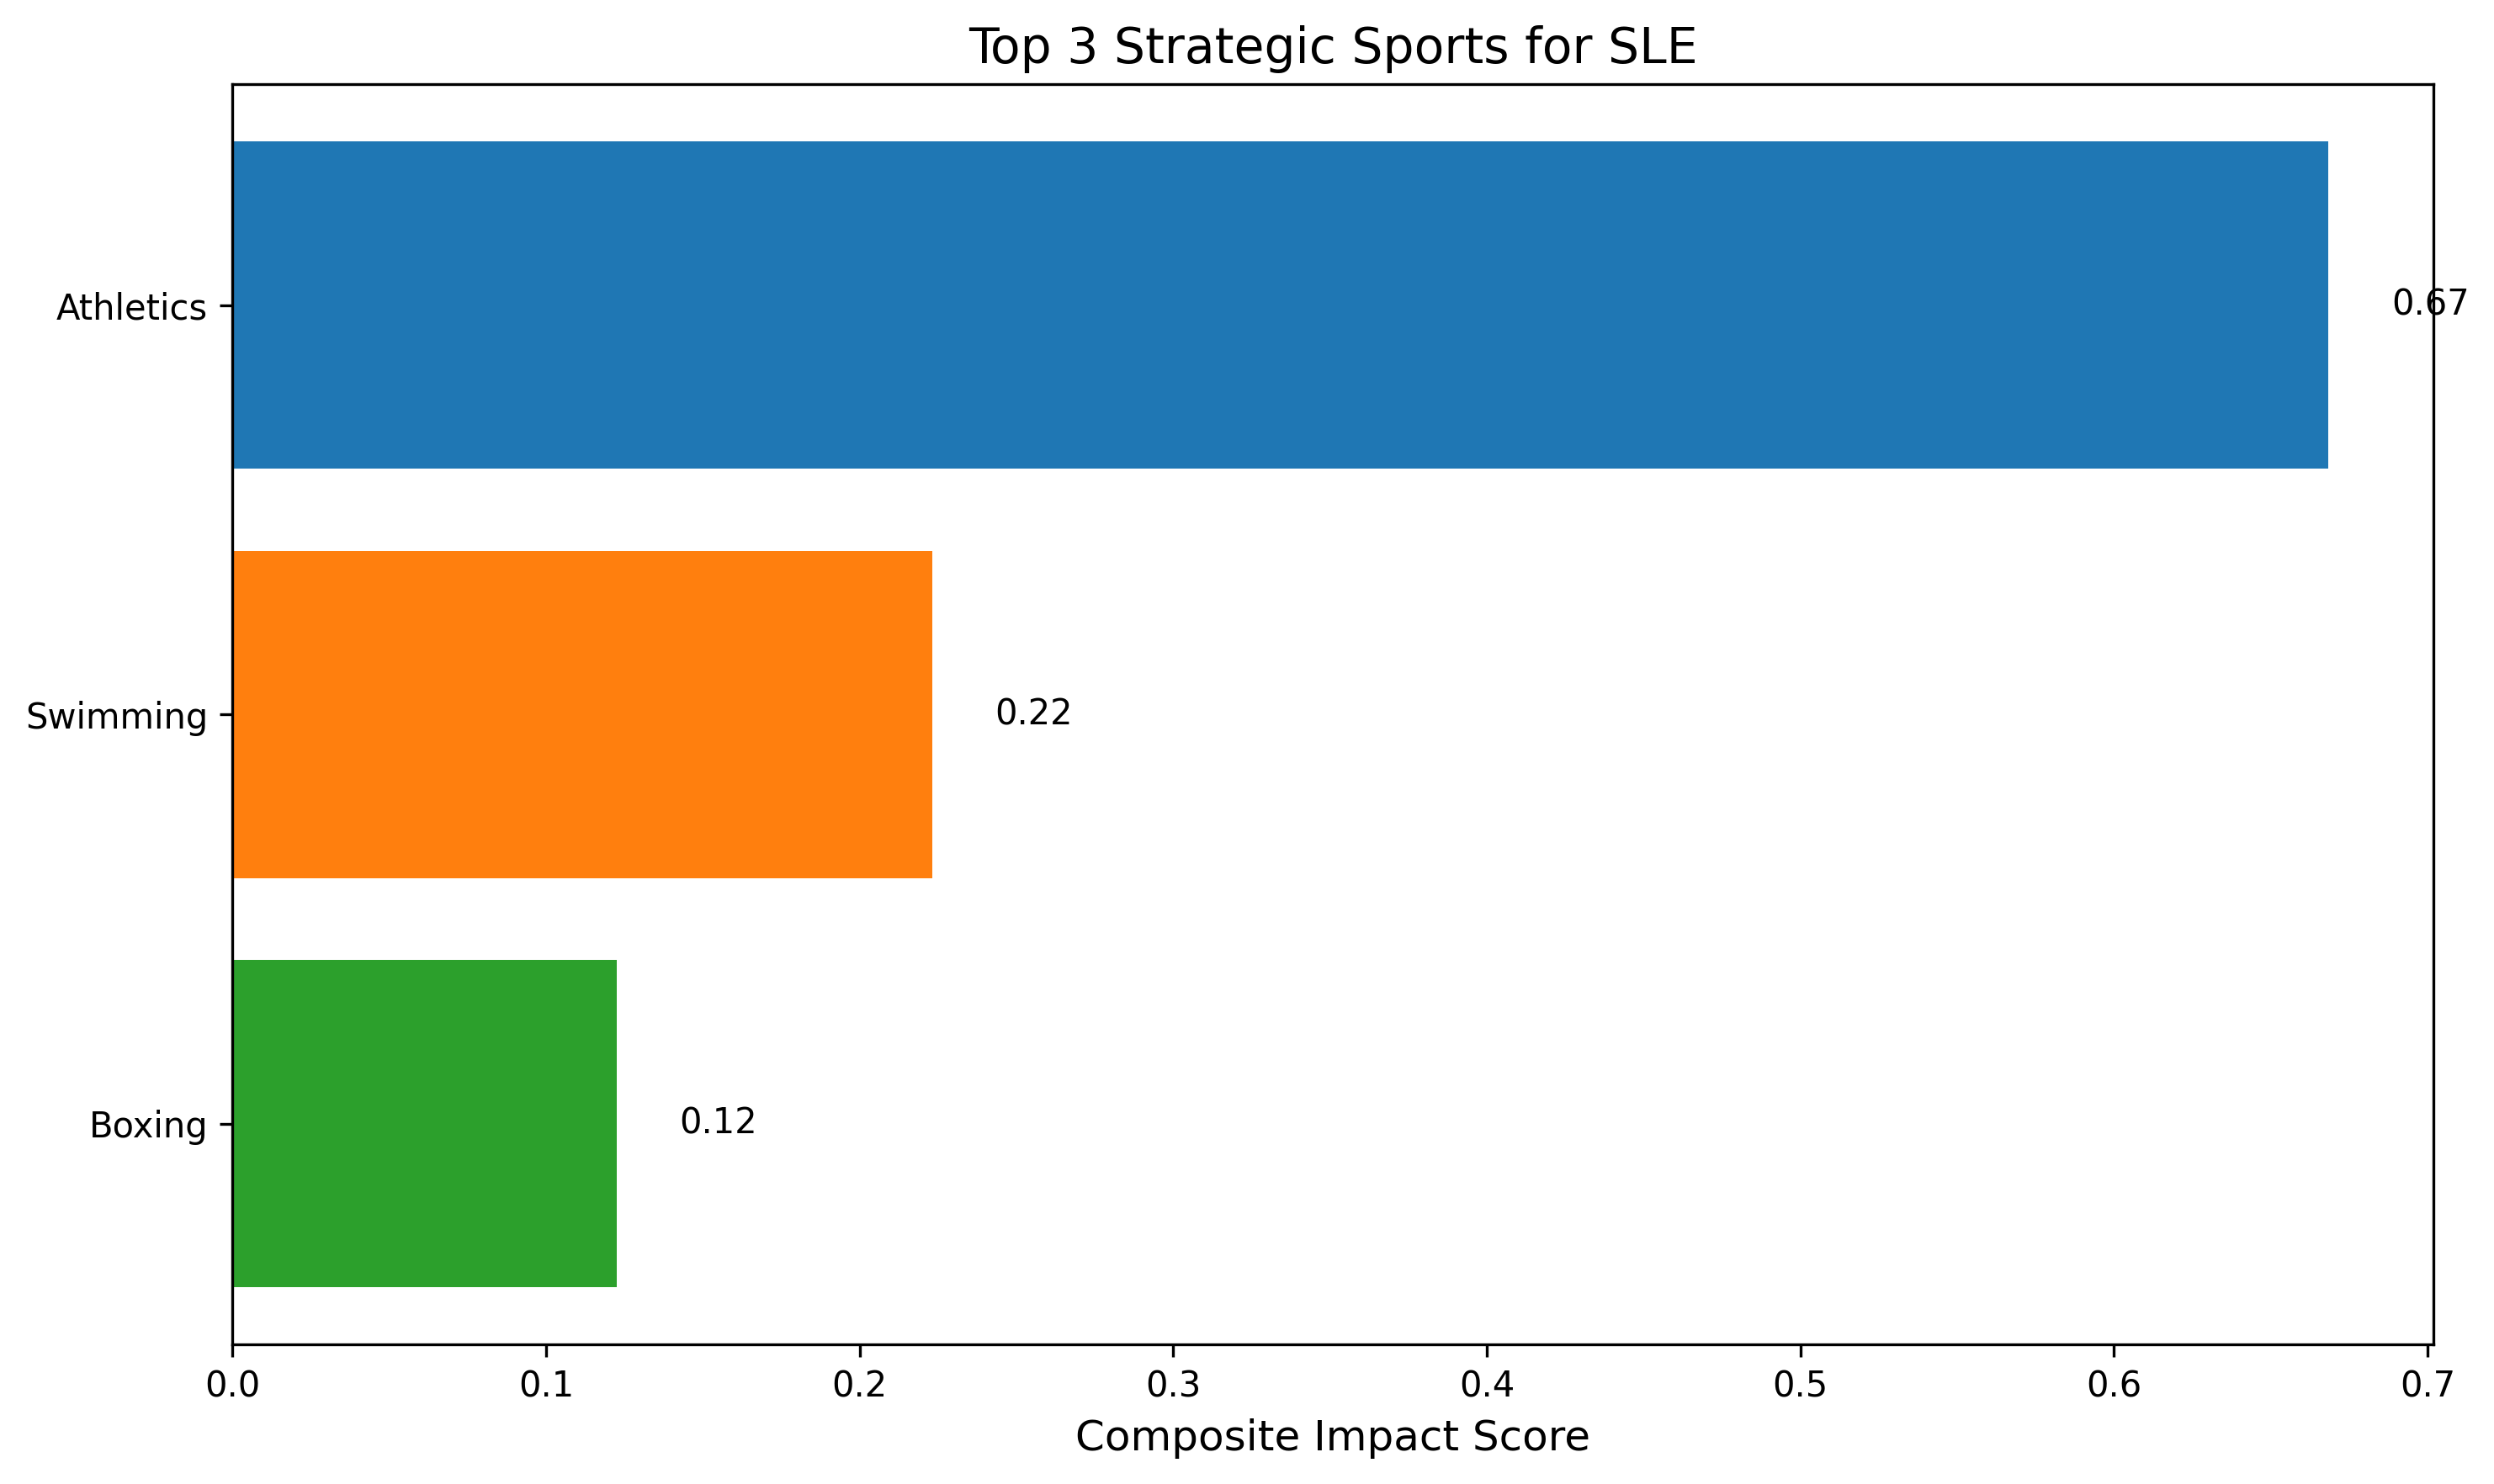 Top 3 Strategic Sports for SLE
Athletics
0.67
Swimming
0.22
Boxing
0.12
0.0 0.1 0.2 0.3 0.4 0.5 0.6 0.7
Composite Impact Score